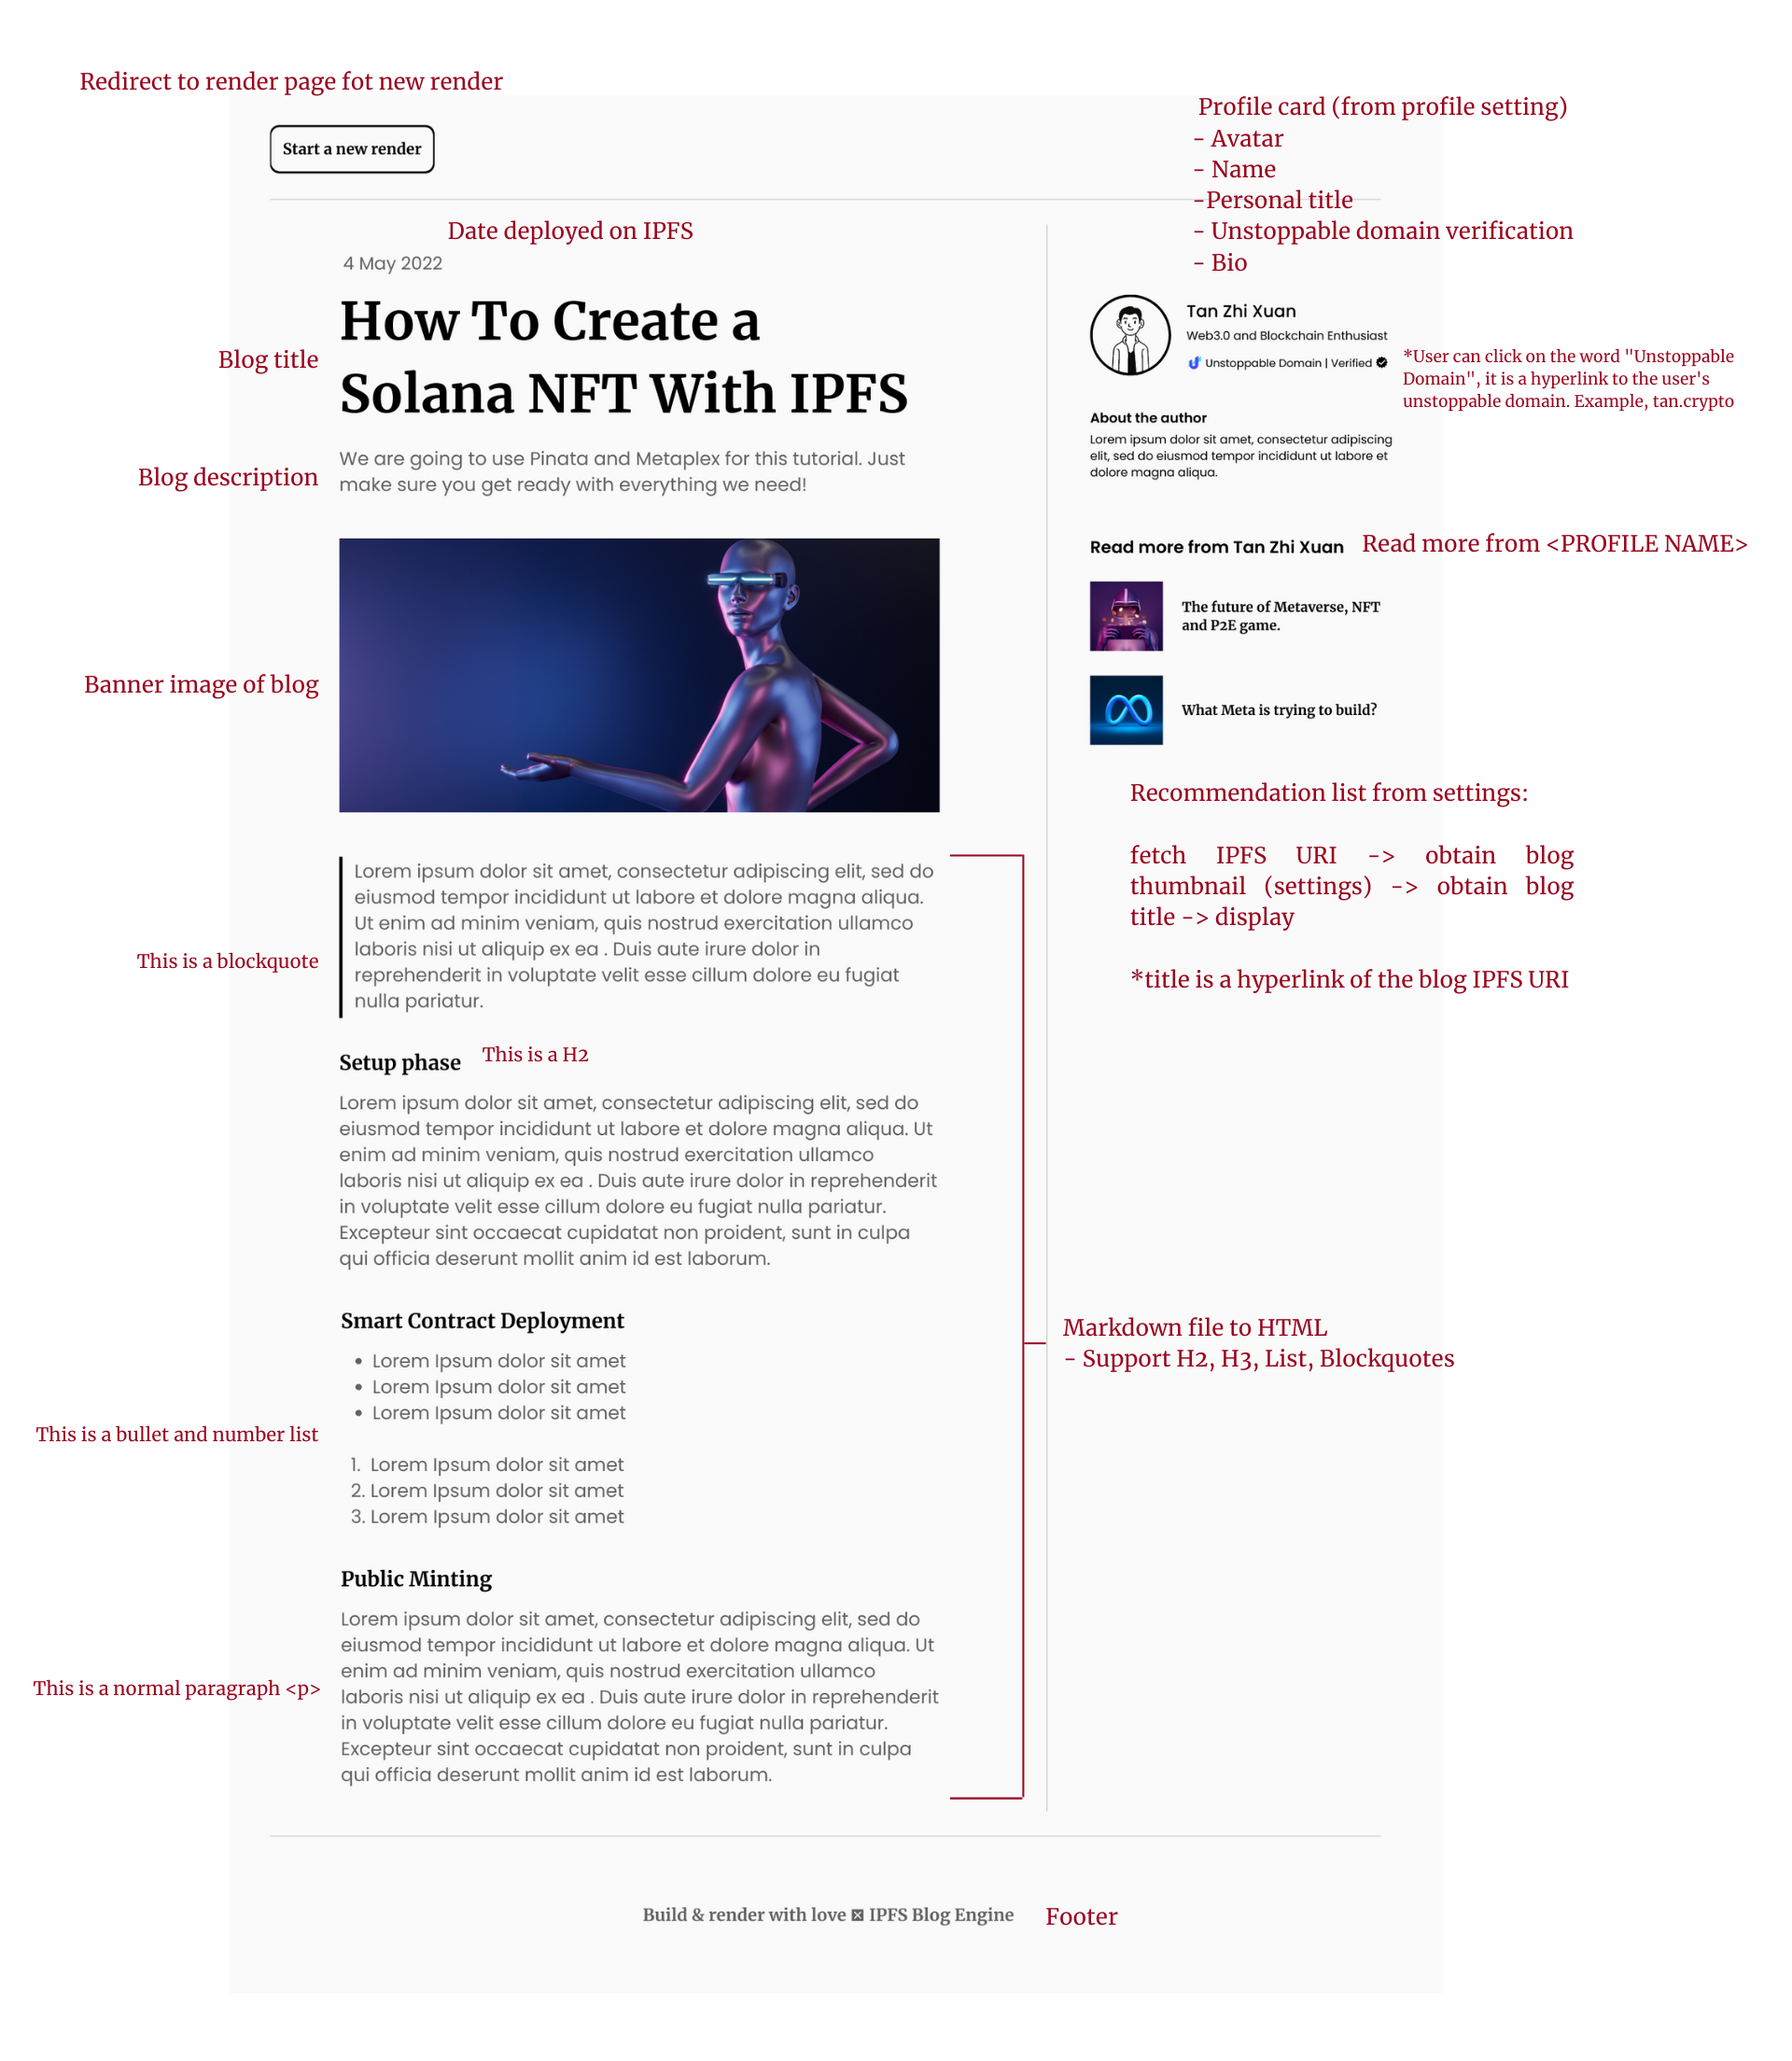 Redirect to render page fot new render
Start a new render
Profile card (from profile setting)
- Avatar
- Name
-Personal title
- Unstoppable domain verification
- Bio
Date deployed on IPFS
4 May 2022
Blog title
How To Create a
Solana NFT With IPFS
Blog description
We are going to use Pinata and Metaplex for this tutorial. Just
make sure you get ready with everything we need!
Banner image of blog
This is a blockquote
Lorem ipsum dolor sit amet, consectetur adipiscing elit, sed do
eiusmod tempor incididunt ut labore et dolore magna aliqua.
Ut enim ad minim veniam, quis nostrud exercitation ullamco
laboris nisi ut aliquip ex ea . Duis aute irure dolor in
reprehenderit in voluptate velit esse cillum dolore eu fugiat
nulla pariatur.
Setup phase
This is a H2
Lorem ipsum dolor sit amet, consectetur adipiscing elit, sed do
eiusmod tempor incididunt ut labore et dolore magna aliqua. Ut
enim ad minim veniam, quis nostrud exercitation ullamco
laboris nisi ut aliquip ex ea . Duis aute irure dolor in reprehenderit
in voluptate velit esse cillum dolore eu fugiat nulla pariatur.
Excepteur sint occaecat cupidatat non proident, sunt in culpa
qui officia deserunt mollit anim id est laborum.
Smart Contract Deployment
• Lorem Ipsum dolor sit amet
• Lorem Ipsum dolor sit amet
• Lorem Ipsum dolor sit amet
This is a bullet and number list
1. Lorem Ipsum dolor sit amet
2. Lorem Ipsum dolor sit amet
3. Lorem Ipsum dolor sit amet
Public Minting
Lorem ipsum dolor sit amet, consectetur adipiscing elit, sed do
eiusmod tempor incididunt ut labore et dolore magna aliqua. Ut
enim ad minim veniam, quis nostrud exercitation ullamco
laboris nisi ut aliquip ex ea . Duis aute irure dolor in reprehenderit
in voluptate velit esse cillum dolore eu fugiat nulla pariatur.
Excepteur sint occaecat cupidatat non proident, sunt in culpa
qui officia deserunt mollit anim id est laborum.
This is a normal paragraph <p>
Tan Zhi Xuan
Web3.0 and Blockchain Enthusiast
Unstoppable Domain | Verified
*User can click on the word "Unstoppable
Domain", it is a hyperlink to the user's
unstoppable domain. Example, tan.crypto
About the author
Lorem ipsum dolor sit amet, consectetur adipiscing
elit, sed do eiusmod tempor incididunt ut labore et
dolore magna aliqua.
Read more from Tan Zhi Xuan
Read more from <PROFILE NAME>
The future of Metaverse, NFT
and P2E game.
What Meta is trying to build?
Recommendation list from settings:
fetch IPFS URI -> obtain blog
thumbnail (settings) -> obtain blog
title -> display
*title is a hyperlink of the blog IPFS URI
Markdown file to HTML
- Support H2, H3, List, Blockquotes
Build & render with love IPFS Blog Engine
Footer